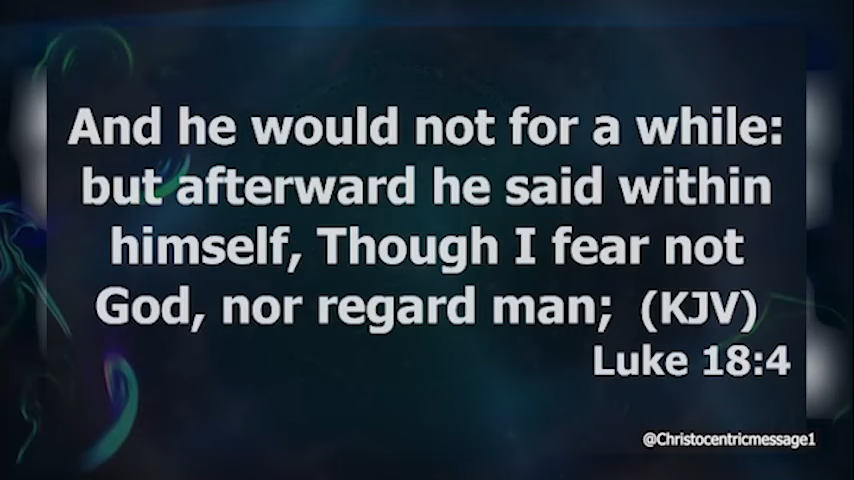 And he would not for a while:
but afterward he said within
himself, Though I fear not
God, nor regard man; (KJV)
Luke 18:4
@Christocentricmessage1